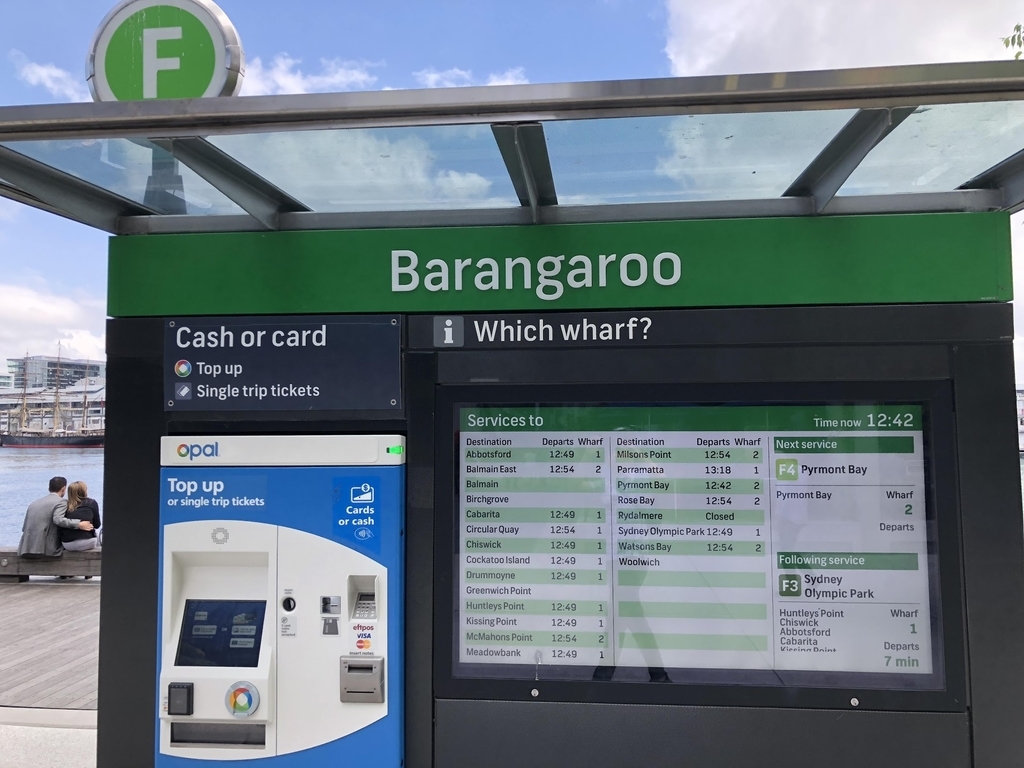 F
Barangaroo
Cash or card
Top up
Single trip tickets
i Which wharf?
opal
Top up
or single trip tickets
Cards
or cash
eftpos
VISA
insert notes
Services to
Time now 12:42
Destination Departs Wharf
Abbotsford 12:49 1
Balmain East 12:54 2
Balmain
Birchgrove
Cabarita 12:49 1
Circular Quay 12:54 1
Chiswick 12:49 1
Cockatoo Island 12:49 1
Drummoyne 12:49 1
Greenwich Point
Huntleys Point 12:49 1
Kissing Point 12:49 1
McMahons Point 12:54 2
Meadowbank 12:49 1
Destination Departs Wharf
Milsons Point 12:54 2
Parramatta 13:18 1
Pyrmont Bay 12:42 2
Rose Bay 12:54 2
Rydalmere Closed
Sydney Olympic Park 12:49 1
Watsons Bay 12:54 2
Woolwich
Next service
F4 Pyrmont Bay
Pyrmont Bay Wharf
2
Departs
Following service
F3 Sydney
Olympic Park
Huntleys Point Wharf
Chiswick 1
Abbotsford
Cabarita Departs
Kissing Point
7 min